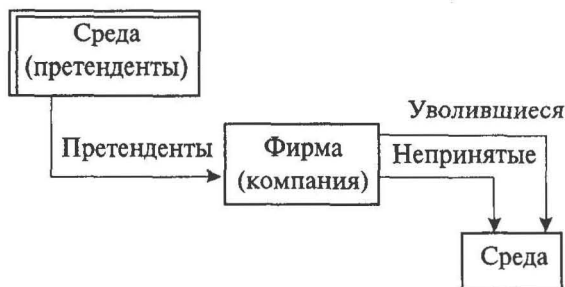 Среда
(претенденты)
Уволившиеся
Претенденты
Фирма
Непринятые
(компания)
Среда